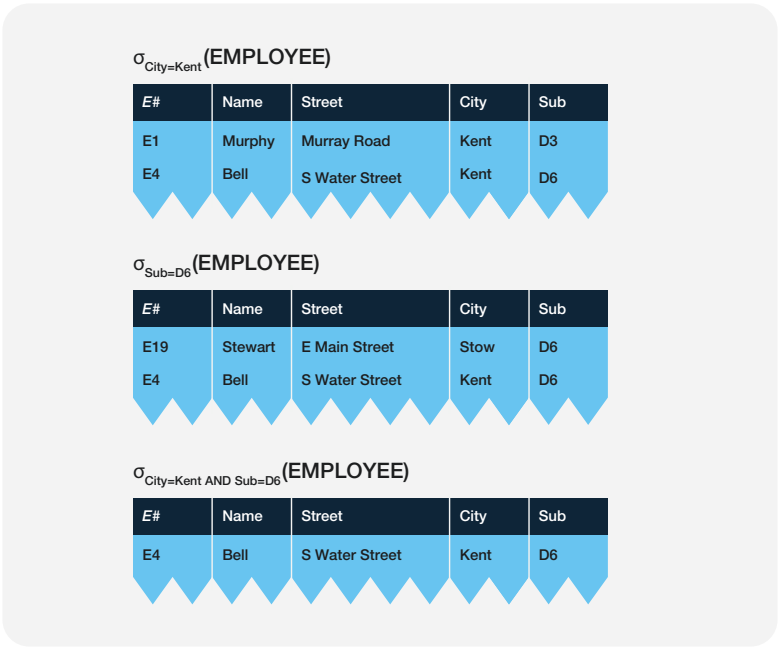 σCity=Kent(EMPLOYEE)
E# Name Street City Sub
E1 Murphy Murray Road Kent D3
E4 Bell S Water Street Kent D6
σSub=D6(EMPLOYEE)
E# Name Street City Sub
E19 Stewart E Main Street Stow D6
E4 Bell S Water Street Kent D6
σCity=Kent AND Sub=D6(EMPLOYEE)
E# Name Street City Sub
E4 Bell S Water Street Kent D6